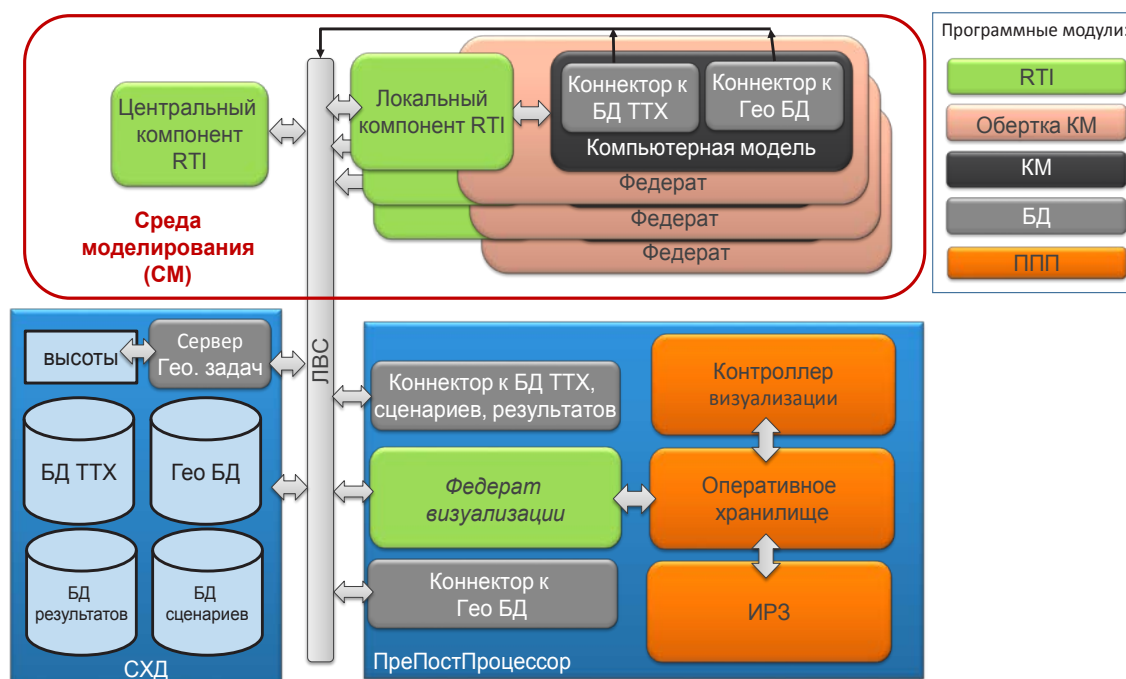 Центральный
компонент
RTI
Среда
моделирования
(СМ)
ЛВС
Локальный
компонент RTI
Коннектор к
БД ТТХ
Коннектор к
Гео БД
Компьютерная модель
Федерат
Федерат
Федерат
Программные модули:
RTI
Обертка КМ
КМ
БД
ППП
высоты
Сервер
Гео. задач
БД ТТХ
Гео БД
БД
результатов
БД
сценариев
СХД
Коннектор к БД ТТХ,
сценариев, результатов
Федерат
визуализации
Коннектор к
Гео БД
Контроллер
визуализации
Оперативное
хранилище
ИРЗ
ПреПостПроцессор